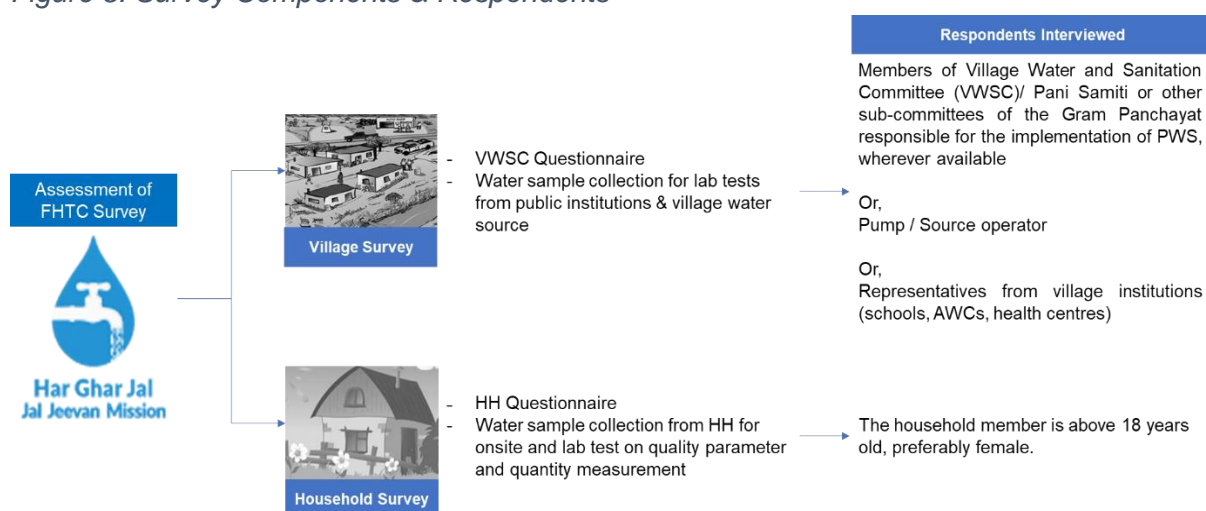 Figure 3: Survey Components & Respondents
Respondents Interviewed
Assessment of
FHTC Survey
Har Ghar Jal
Jal Jeevan Mission
Village Survey
- VWSC Questionnaire
- Water sample collection for lab tests
from public institutions & village water
source
Members of Village Water and Sanitation
Committee (VWSC)/ Pani Samiti or other
sub-committees of the Gram Panchayat
responsible for the implementation of PWS,
wherever available
Or,
Pump / Source operator
Or,
Representatives from village institutions
(schools, AWCs, health centres)
Household Survey
- HH Questionnaire
- Water sample collection from HH for
onsite and lab test on quality parameter
and quantity measurement
The household member is above 18 years
old, preferably female.